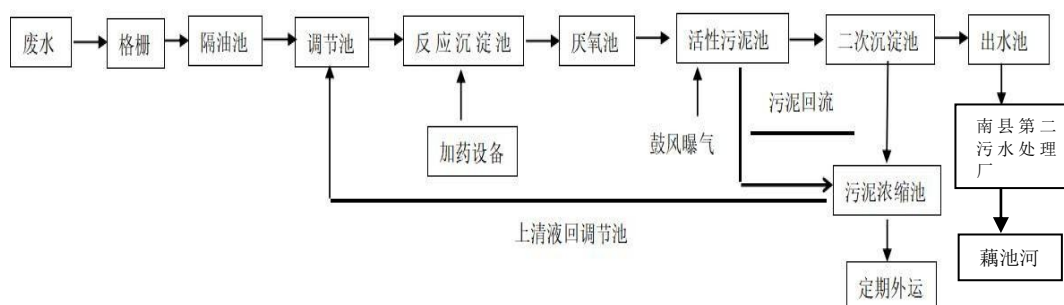 废水
格栅
隔油池
调节池
反应沉淀池
厌氧池
活性污泥池
二次沉淀池
出水池
污泥回流
加药设备
鼓风曝气
南县第二
污水处理
厂
污泥浓缩池
上清液回调节池
藕池河
定期外运